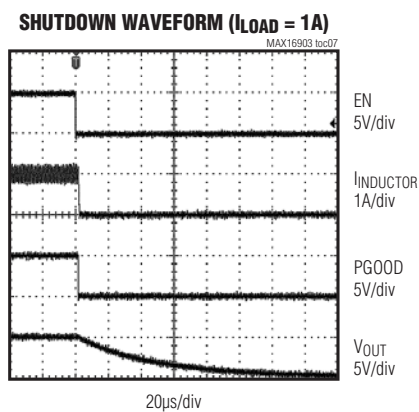 SHUTDOWN WAVEFORM (ILOAD = 1A)
MAX16903 toc07
EN
5V/div
IINDUCTOR
1A/div
PGOOD
5V/div
VOUT
5V/div
20µs/div